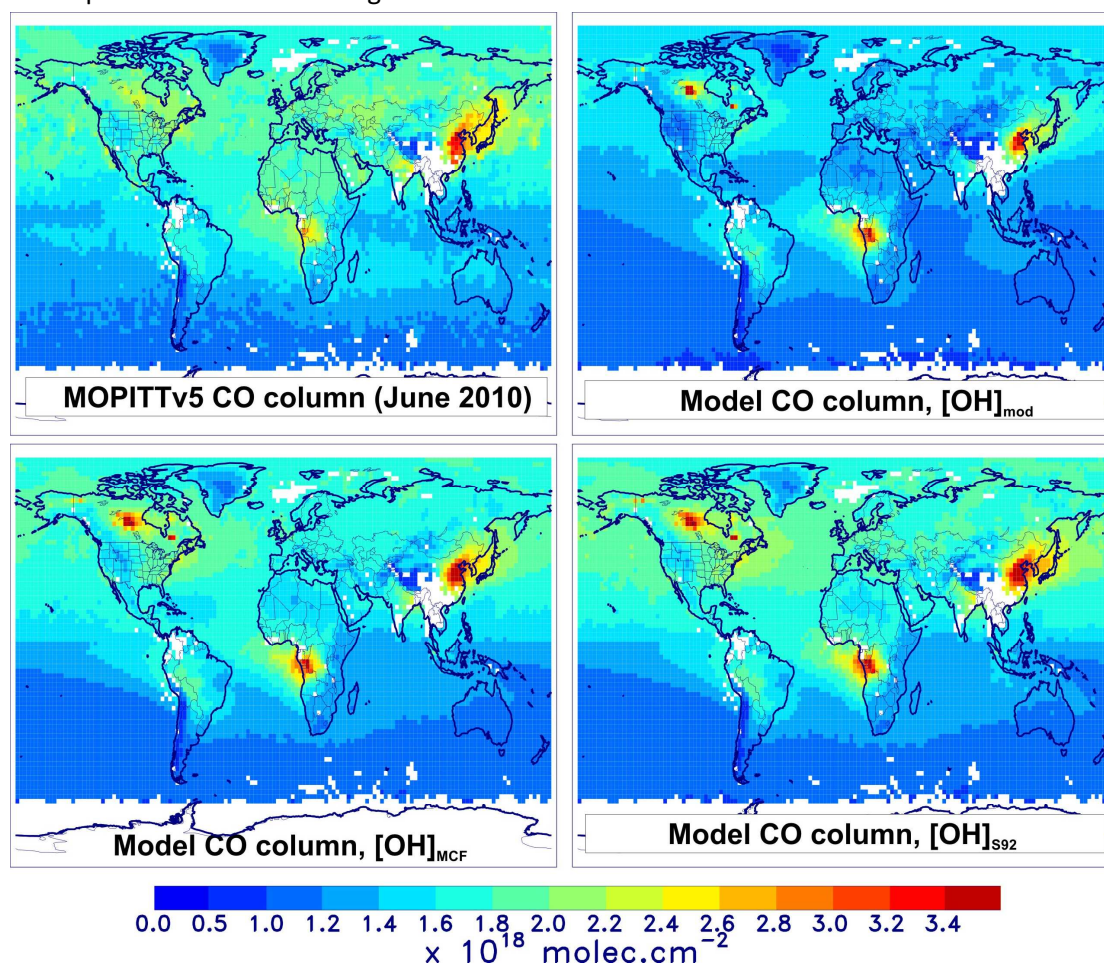 MOPITTv5 CO column (June 2010)
Model CO column, [OH]mod
Model CO column, [OH]MCF
Model CO column, [OH]S92
0.0 0.5 1.0 1.2 1.4 1.6 1.8 2.0 2.2 2.4 2.6 2.8 3.0 3.2 3.4
x 10^18 molec.cm^-2